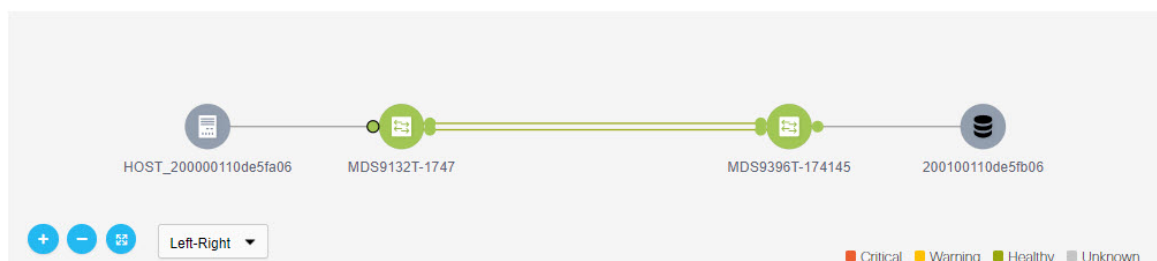 HOST_200000110de5fa06
MDS9132T-1747
MDS9396T-174145
200100110de5fb06
Left-Right
Critical Warning Healthy Unknown